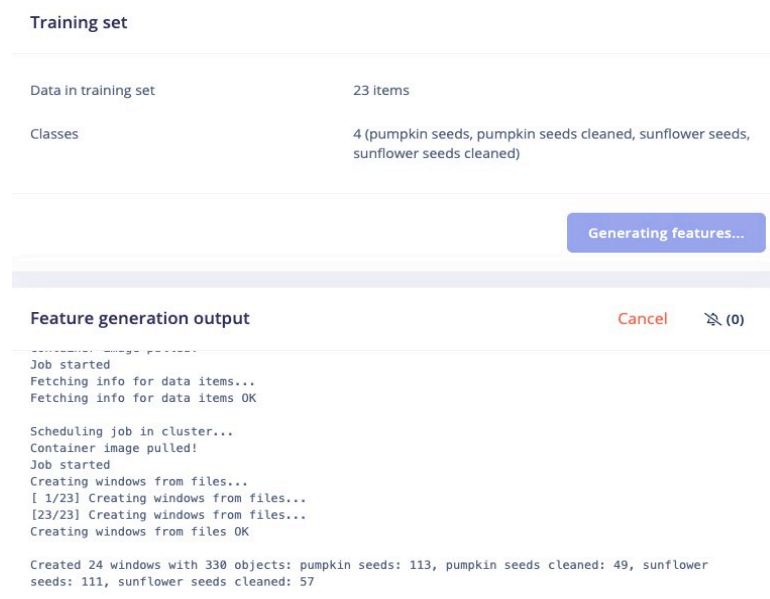 Training set
Data in training set 23 items
Classes 4 (pumpkin seeds, pumpkin seeds cleaned, sunflower seeds,
sunflower seeds cleaned)
Generating features...
Feature generation output Cancel (0)
Container image pulled!
Job started
Fetching info for data items...
Fetching info for data items OK
Scheduling job in cluster...
Container image pulled!
Job started
Creating windows from files...
[ 1/23] Creating windows from files...
[23/23] Creating windows from files...
Creating windows from files OK
Created 24 windows with 330 objects: pumpkin seeds: 113, pumpkin seeds cleaned: 49, sunflower
seeds: 111, sunflower seeds cleaned: 57